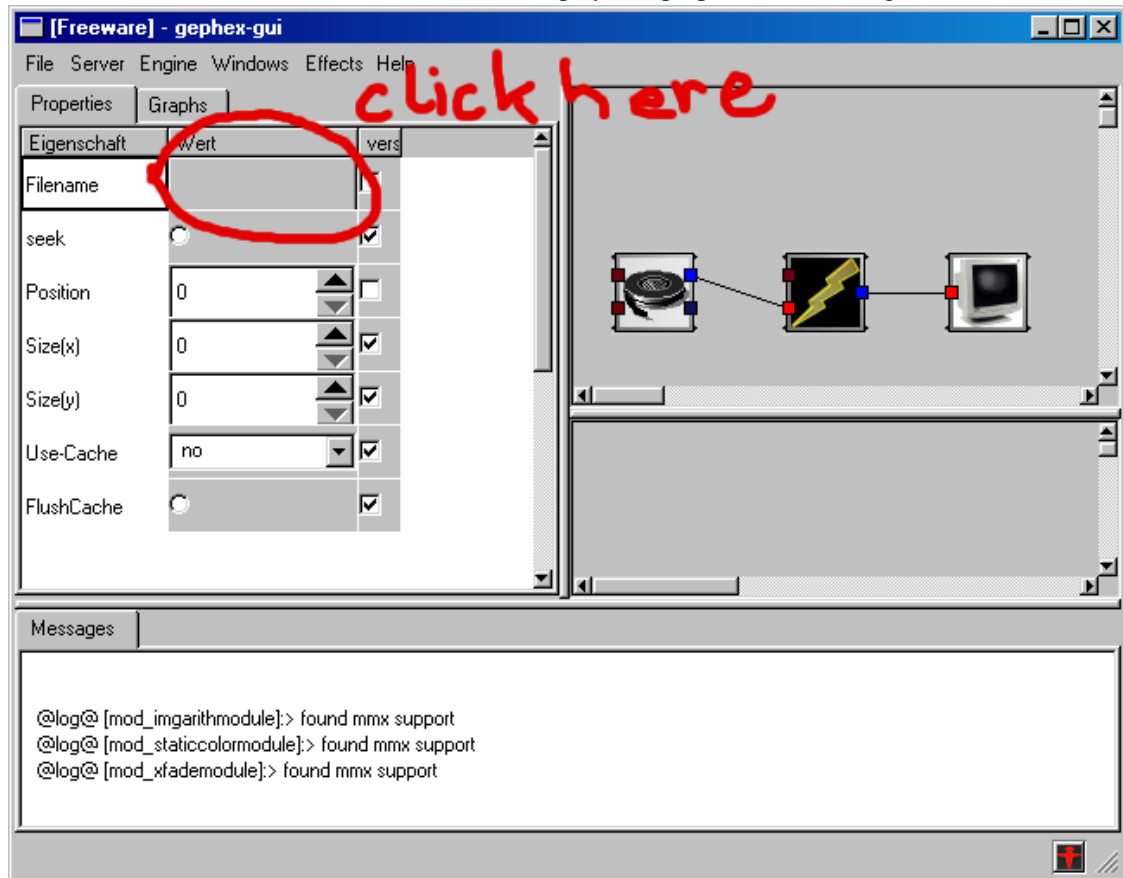 [Freeware] - gephex-gui
File Server Engine Windows Effects Help
click here
Properties Graphs
Eigenschaft Wert vers
Filename
seek
Position 0
Size(x) 0
Size(y) 0
Use-Cache no
FlushCache
Messages
@log@ [mod_imgarithmodule]:> found mmx support
@log@ [mod_staticcolormodule]:> found mmx support
@log@ [mod_xfademodule]:> found mmx support